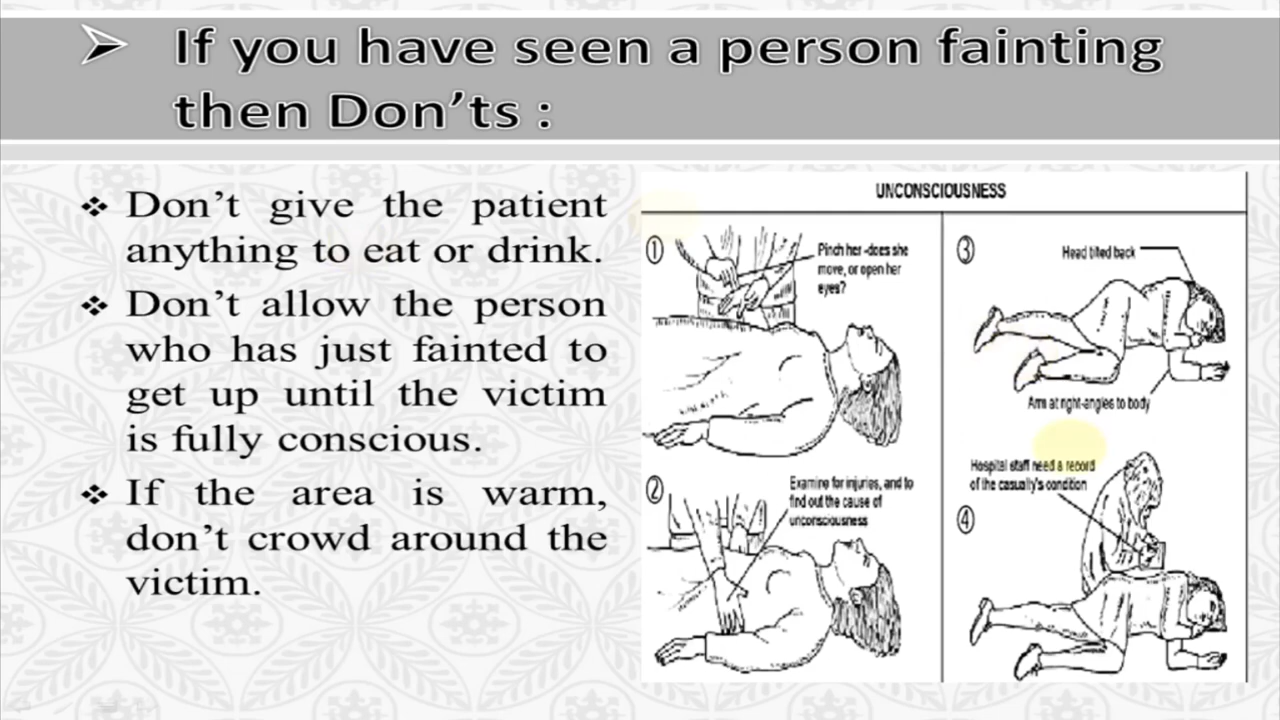 If you have seen a person fainting
then Don'ts :
Don't give the patient
anything to eat or drink.
Don't allow the person
who has just fainted to
get up until the victim
is fully conscious.
If the area is warm,
don't crowd around the
victim.
UNCONSCIOUSNESS
1
Pinch her -does she
move, or open her
eyes?
2
Examine for injuries, and to
find out the cause of
unconsciousness
3
Head tilted back
Arm at right-angles to body
Hospital staff need a record
of the casually's condition
4